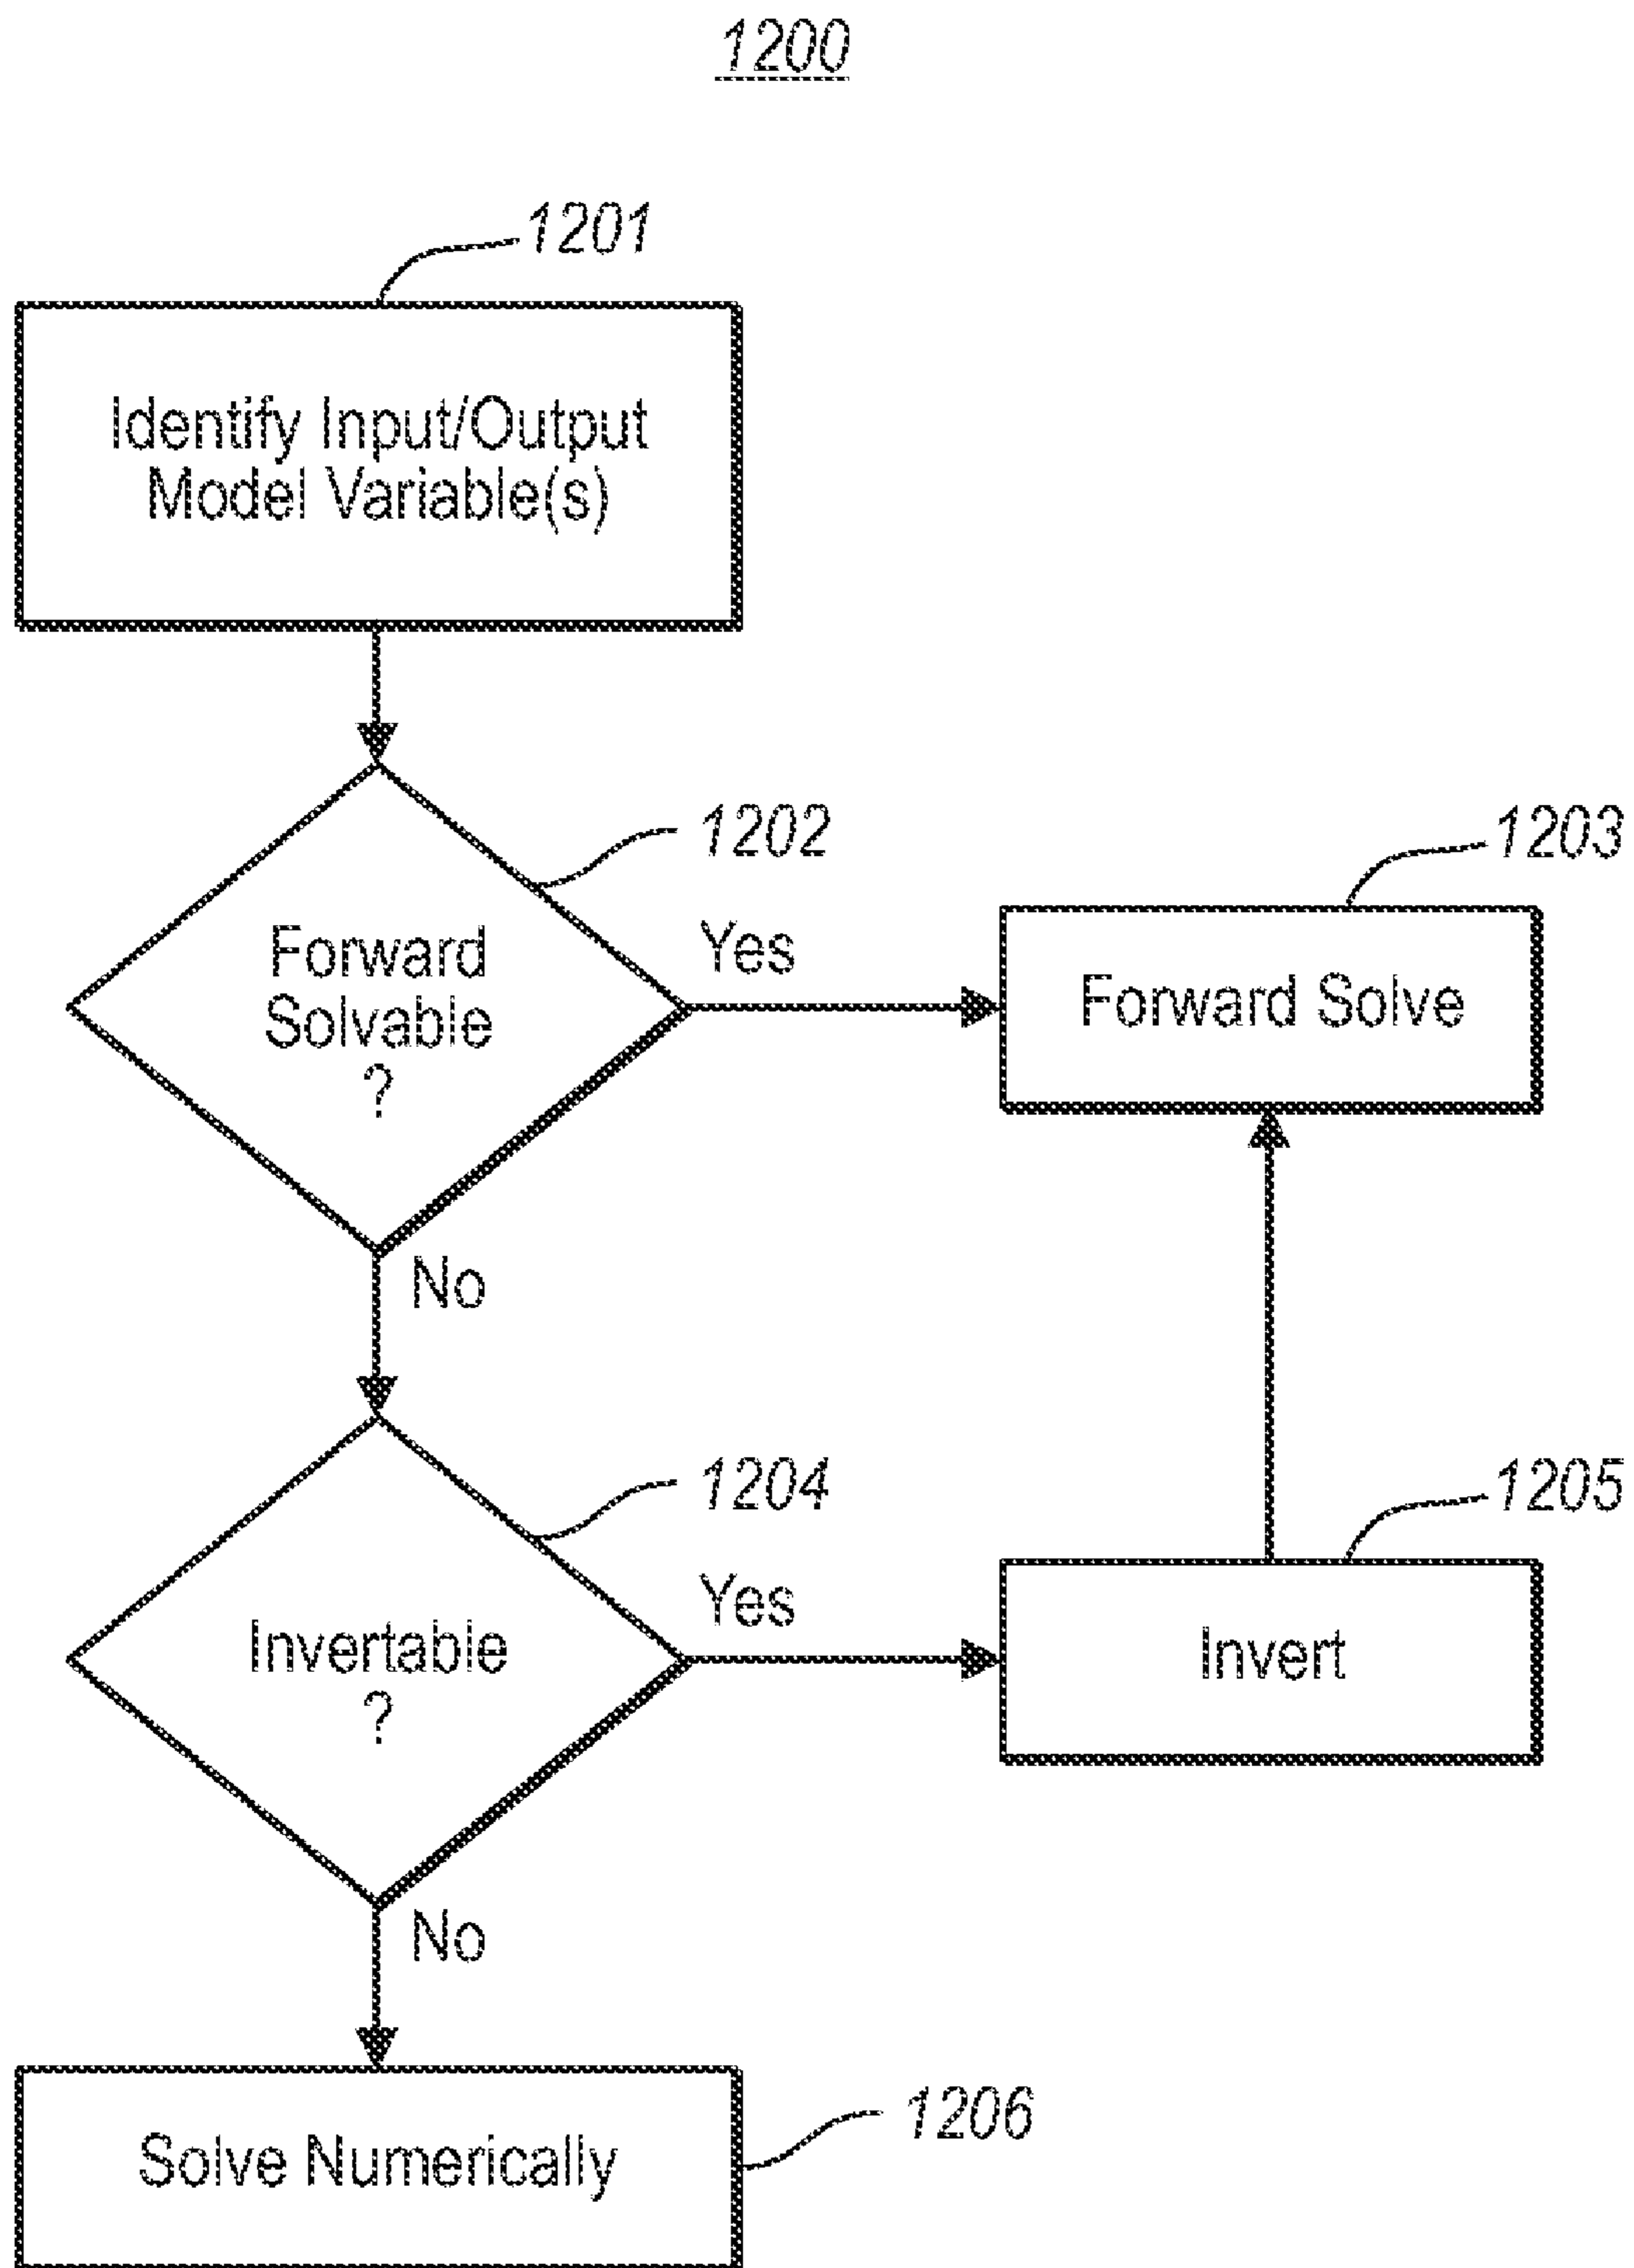 1200
1201
Identify Input/Output
Model Variable(s)
1202
1203
Forward
Solvable
?
Yes
Forward Solve
No
1204
1205
Invertable
?
Yes
Invert
No
1206
Solve Numerically